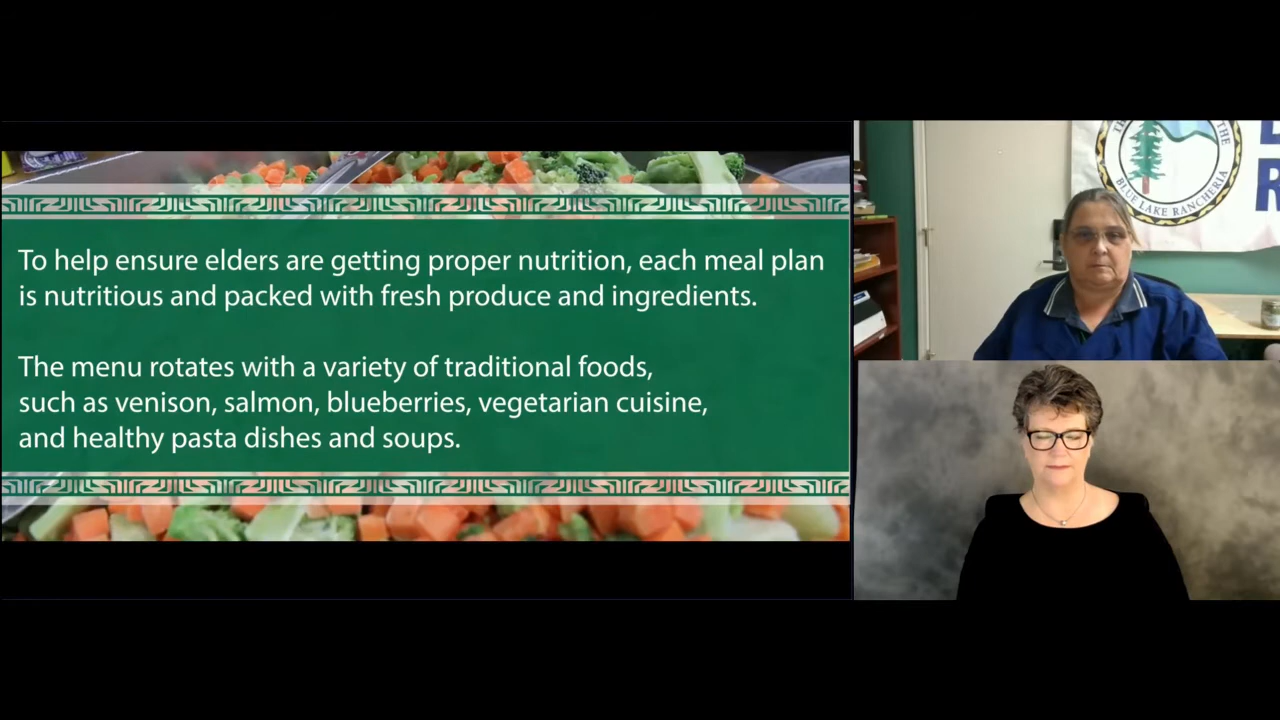 To help ensure elders are getting proper nutrition, each meal plan
is nutritious and packed with fresh produce and ingredients.
The menu rotates with a variety of traditional foods,
such as venison, salmon, blueberries, vegetarian cuisine,
and healthy pasta dishes and soups.
THE
BLUE LAKE RANCHERIA